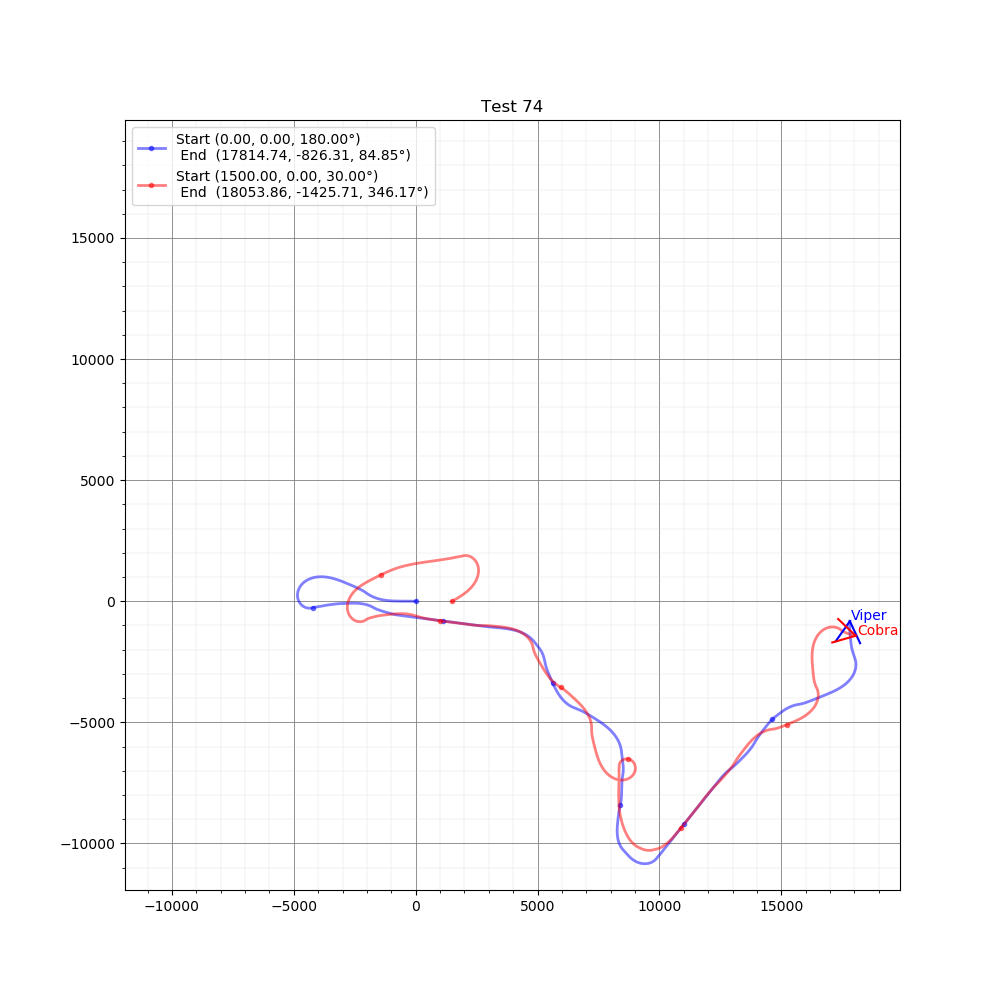 Test 74
Start (0.00, 0.00, 180.00°)
End (17814.74, -826.31, 84.85°)
Start (1500.00, 0.00, 30.00°)
End (18053.86, -1425.71, 346.17°)
15000
10000
5000
0
−5000
−10000
Viper
Cobra
−10000
−5000
0
5000
10000
15000